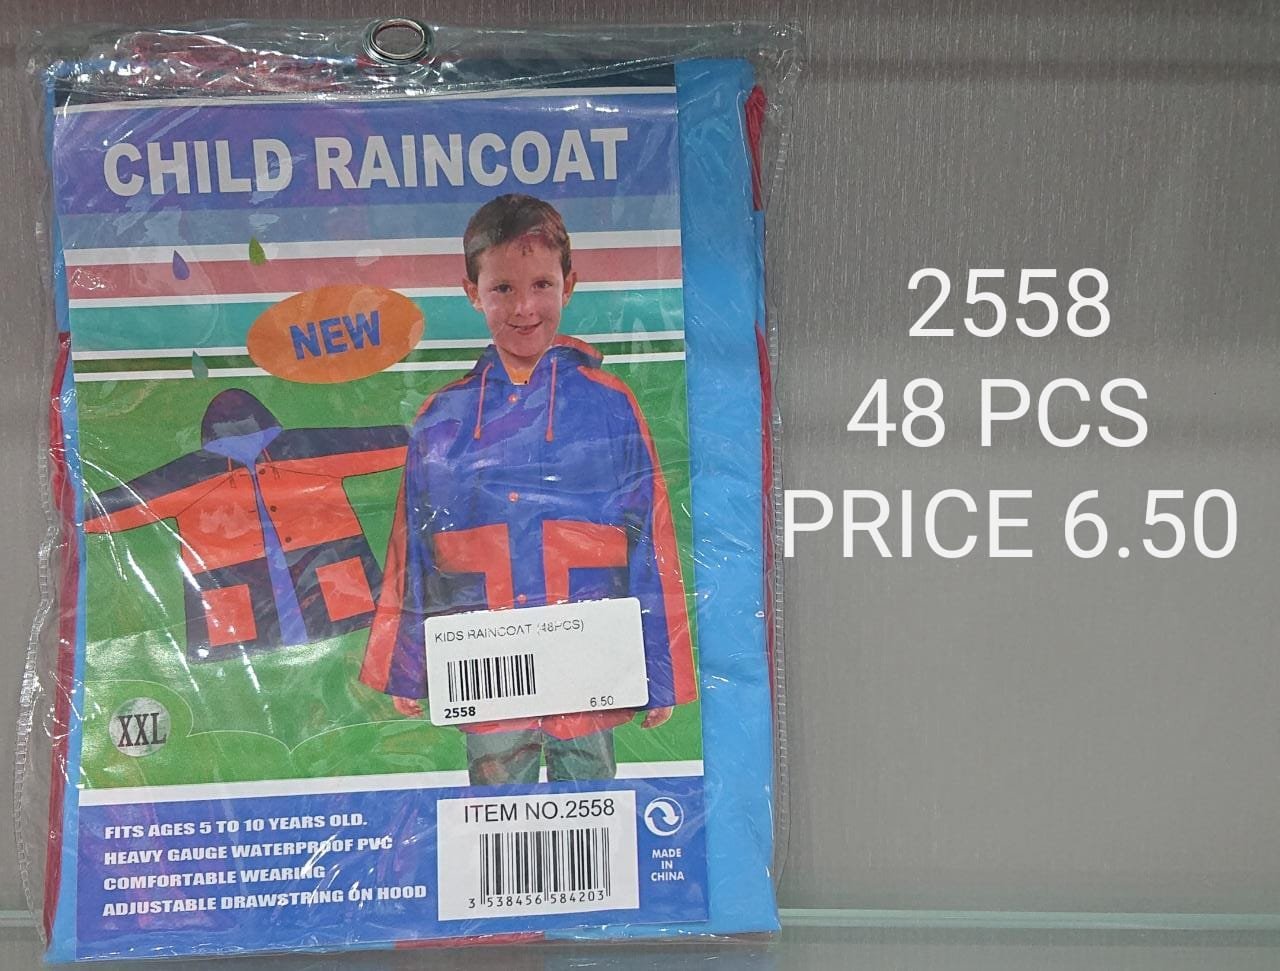 CHILD RAINCOAT
NEW
2558
48 PCS
PRICE 6.50
KIDS RAINCOAT (48PCS)
2558
6.50
XXL
FITS AGES 5 TO 10 YEARS OLD.
HEAVY GAUGE WATERPROOF PVC
COMFORTABLE WEARING
ADJUSTABLE DRAWSTRING ON HOOD
ITEM NO.2558
3 538456 584203
MADE
IN
CHINA